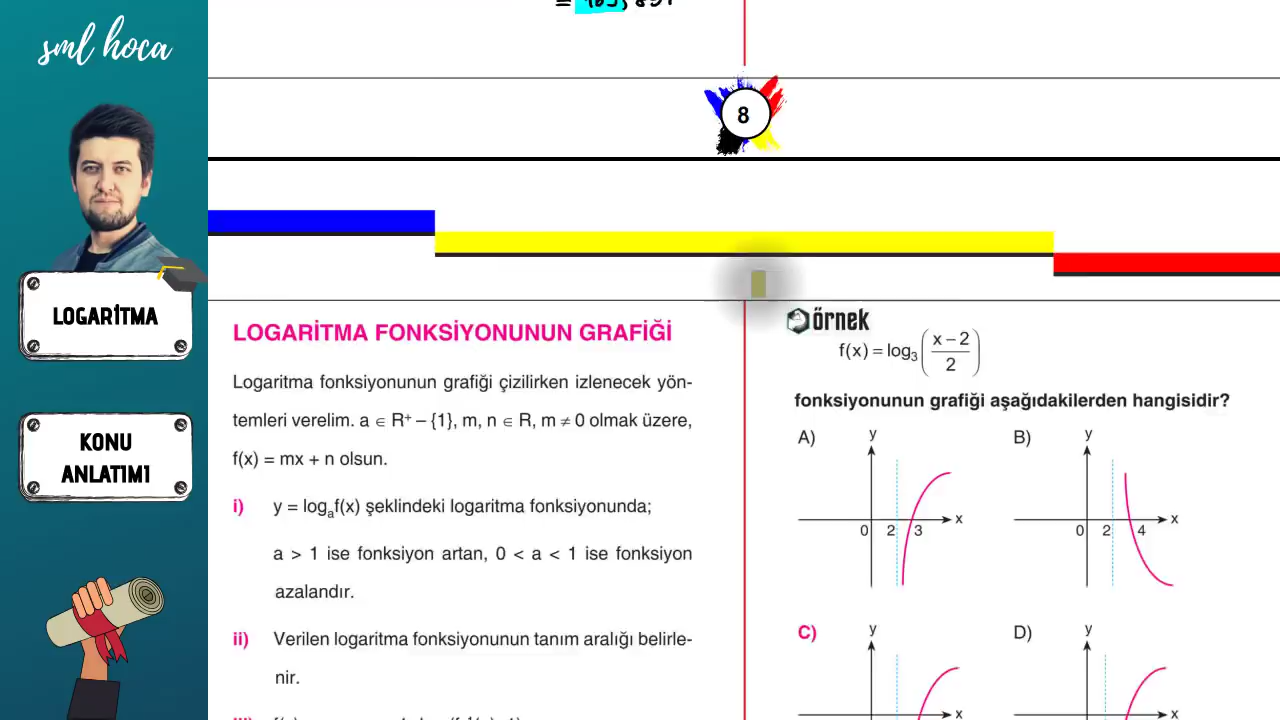 sml hoca
LOGARİTMA
KONU
ANLATIMI
8
LOGARİTMA FONKSİYONUNUN GRAFİĞİ
Logaritma fonksiyonunun grafiği çizilirken izlenecek yön-
temleri verelim. a ∈ R⁺ – {1}, m, n ∈ R, m ≠ 0 olmak üzere,
f(x) = mx + n olsun.
i) y = logₐf(x) şeklindeki logaritma fonksiyonunda;
a > 1 ise fonksiyon artan, 0 < a < 1 ise fonksiyon
azalandır.
ii) Verilen logaritma fonksiyonunun tanım aralığı belirle-
nir.
örnek
f(x) = log₃((x – 2)/2)
fonksiyonunun grafiği aşağıdakilerden hangisidir?
A) y x 0 2 3
B) y x 0 2 4
C) y x
D) y x